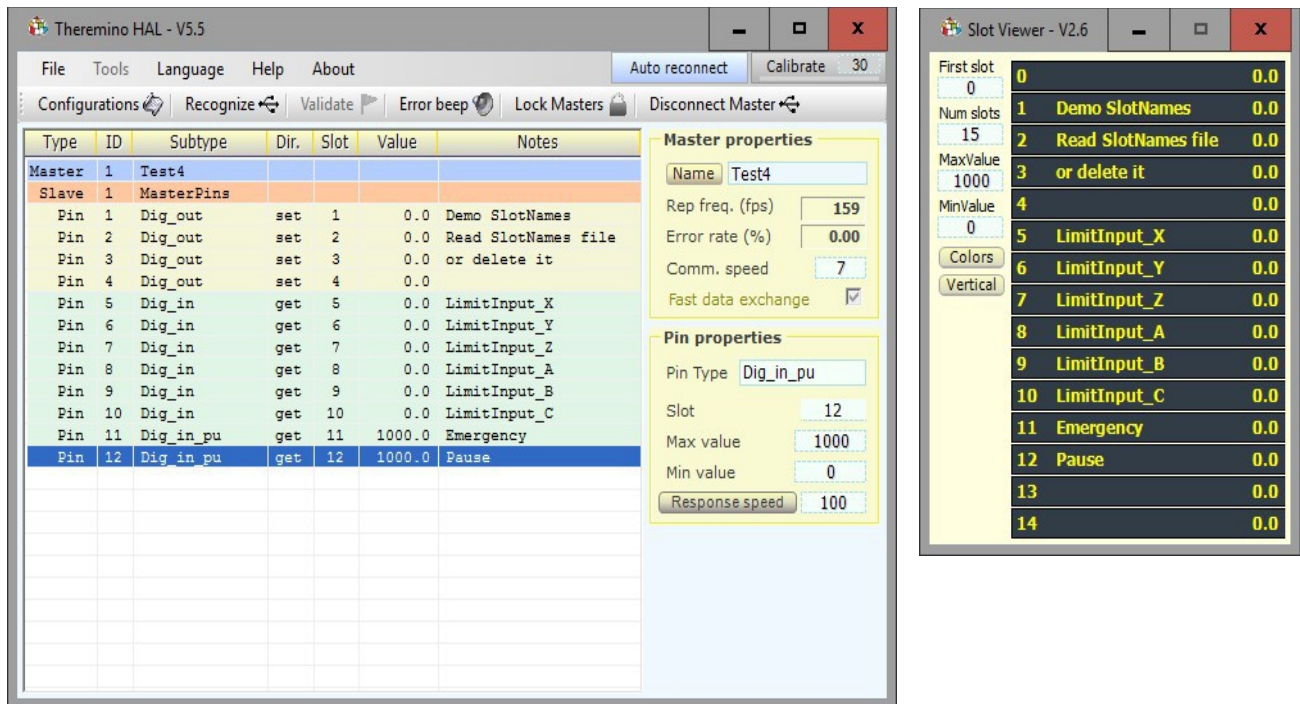 Theremino HAL - V5.5
File Tools Language Help About Auto reconnect Calibrate 30
Configurations Recognize Validate Error beep Lock Masters Disconnect Master
Type ID Subtype Dir. Slot Value Notes
Master 1 Test4
Slave 1 MasterPins
Pin 1 Dig_out set 1 0.0 Demo SlotNames
Pin 2 Dig_out set 2 0.0 Read SlotNames file
Pin 3 Dig_out set 3 0.0 or delete it
Pin 4 Dig_out set 4 0.0
Pin 5 Dig_in get 5 0.0 LimitInput_X
Pin 6 Dig_in get 6 0.0 LimitInput_Y
Pin 7 Dig_in get 7 0.0 LimitInput_Z
Pin 8 Dig_in get 8 0.0 LimitInput_A
Pin 9 Dig_in get 9 0.0 LimitInput_B
Pin 10 Dig_in get 10 0.0 LimitInput_C
Pin 11 Dig_in_pu get 11 1000.0 Emergency
Pin 12 Dig_in_pu get 12 1000.0 Pause
Master properties
Name Test4
Rep freq. (fps) 159
Error rate (%) 0.00
Comm. speed 7
Fast data exchange
Pin properties
Pin Type Dig_in_pu
Slot 12
Max value 1000
Min value 0
Response speed 100
Slot Viewer - V2.6
First slot
0
Num slots
15
MaxValue
1000
MinValue
0
Colors
Vertical
0 0.0
1 Demo SlotNames 0.0
2 Read SlotNames file 0.0
3 or delete it 0.0
4 0.0
5 LimitInput_X 0.0
6 LimitInput_Y 0.0
7 LimitInput_Z 0.0
8 LimitInput_A 0.0
9 LimitInput_B 0.0
10 LimitInput_C 0.0
11 Emergency 0.0
12 Pause 0.0
13 0.0
14 0.0